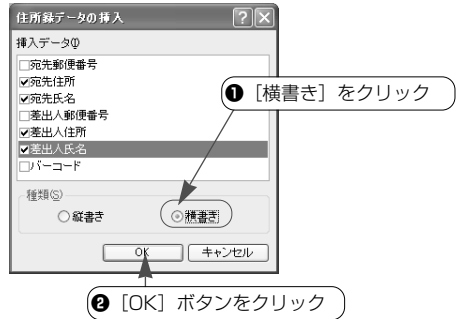 住所録データの挿入
挿入データ(I)
宛先郵便番号
宛先住所
宛先氏名
差出人郵便番号
差出人住所
差出人氏名
バーコード
❶ [横書き] をクリック
種類(S)
縦書き
横書き
OK
キャンセル
❷ [OK] ボタンをクリック